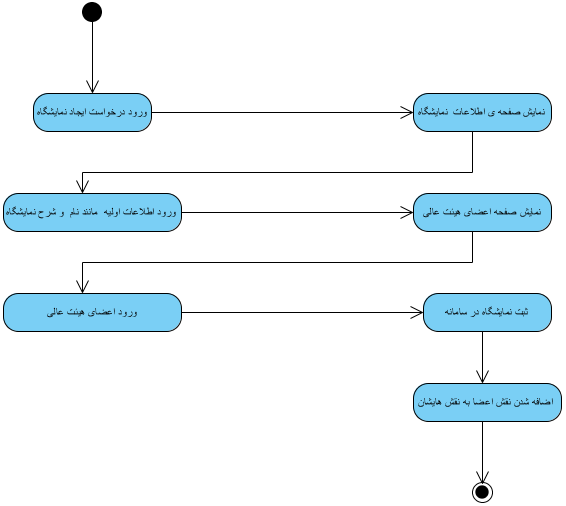 ورود درخواست ایجاد نمایشگاه
نمایش صفحه ی اطلاعات نمایشگاه
ورود اطلاعات اولیه مانند نام و شرح نمایشگاه
نمایش صفحه اعضای هیئت عالی
ورود اعضای هیئت عالی
ثبت نمایشگاه در سامانه
اضافه شدن نقش اعضا به نقش هایشان